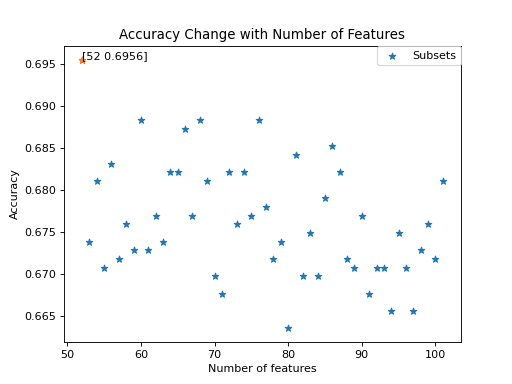 Accuracy Change with Number of Features
[52 0.6956]
Subsets
0.695
0.690
0.685
0.680
0.675
0.670
0.665
Accuracy
50 60 70 80 90 100
Number of features